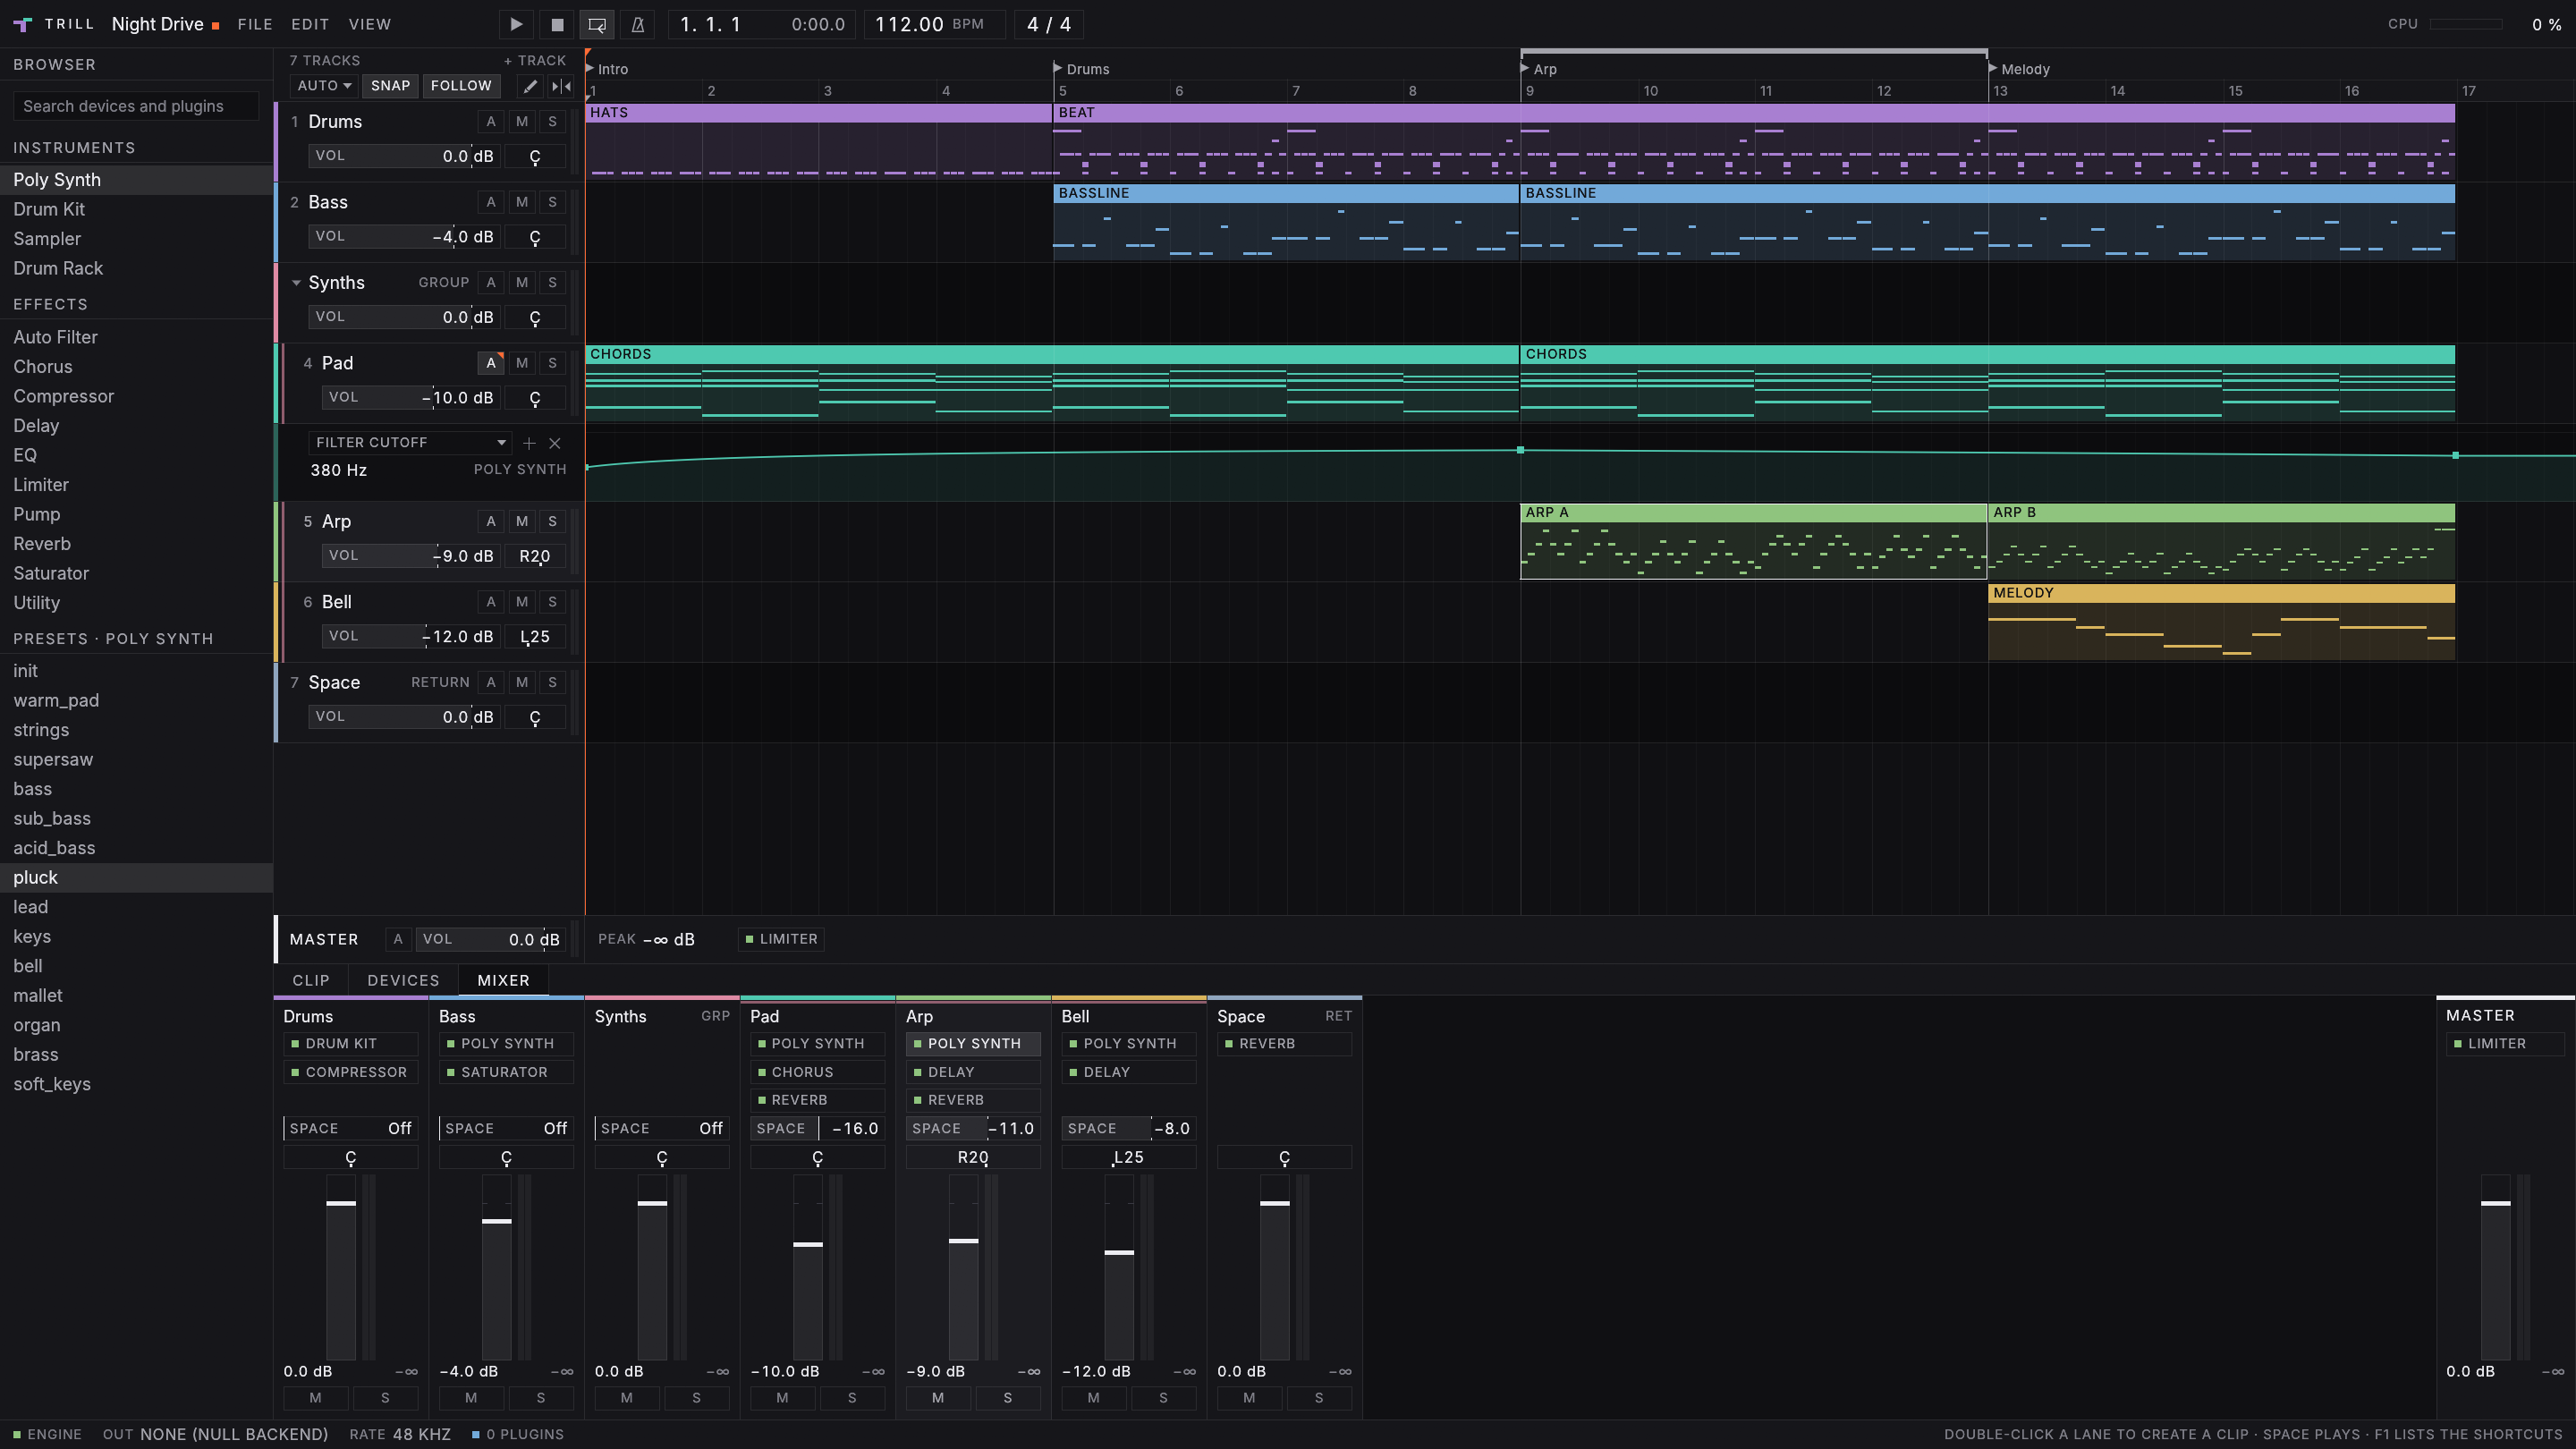 TRILL Night Drive FILE EDIT VIEW 1. 1. 1 0:00.0 112.00 BPM 4 / 4 CPU 0 %
BROWSER
Search devices and plugins
INSTRUMENTS
Poly Synth
Drum Kit
Sampler
Drum Rack
EFFECTS
Auto Filter
Chorus
Compressor
Delay
EQ
Limiter
Pump
Reverb
Saturator
Utility
PRESETS · POLY SYNTH
init
warm_pad
strings
supersaw
bass
sub_bass
acid_bass
pluck
lead
keys
bell
mallet
organ
brass
soft_keys
7 TRACKS + TRACK
AUTO SNAP FOLLOW
Intro Drums Arp Melody
1 2 3 4 5 6 7 8 9 10 11 12 13 14 15 16 17
1 Drums A M S
VOL 0.0 dB C
HATS BEAT
2 Bass A M S
VOL −4.0 dB C
BASSLINE BASSLINE
Synths GROUP A M S
VOL 0.0 dB C
4 Pad A M S
VOL −10.0 dB C
CHORDS CHORDS
FILTER CUTOFF
380 Hz POLY SYNTH
5 Arp A M S
VOL −9.0 dB R20
ARP A ARP B
6 Bell A M S
VOL −12.0 dB L25
MELODY
7 Space RETURN A M S
VOL 0.0 dB C
MASTER A VOL 0.0 dB PEAK −∞ dB LIMITER
CLIP DEVICES MIXER
Drums Bass Synths GRP Pad Arp Bell Space RET MASTER
DRUM KIT POLY SYNTH POLY SYNTH POLY SYNTH POLY SYNTH REVERB LIMITER
COMPRESSOR SATURATOR CHORUS DELAY DELAY
REVERB REVERB
SPACE Off SPACE Off SPACE Off SPACE −16.0 SPACE −11.0 SPACE −8.0
C C C C R20 L25 C
0.0 dB −∞ −4.0 dB −∞ 0.0 dB −∞ −10.0 dB −∞ −9.0 dB −∞ −12.0 dB −∞ 0.0 dB −∞ 0.0 dB −∞
M S M S M S M S M S M S M S
ENGINE OUT NONE (NULL BACKEND) RATE 48 KHZ 0 PLUGINS DOUBLE-CLICK A LANE TO CREATE A CLIP · SPACE PLAYS · F1 LISTS THE SHORTCUTS